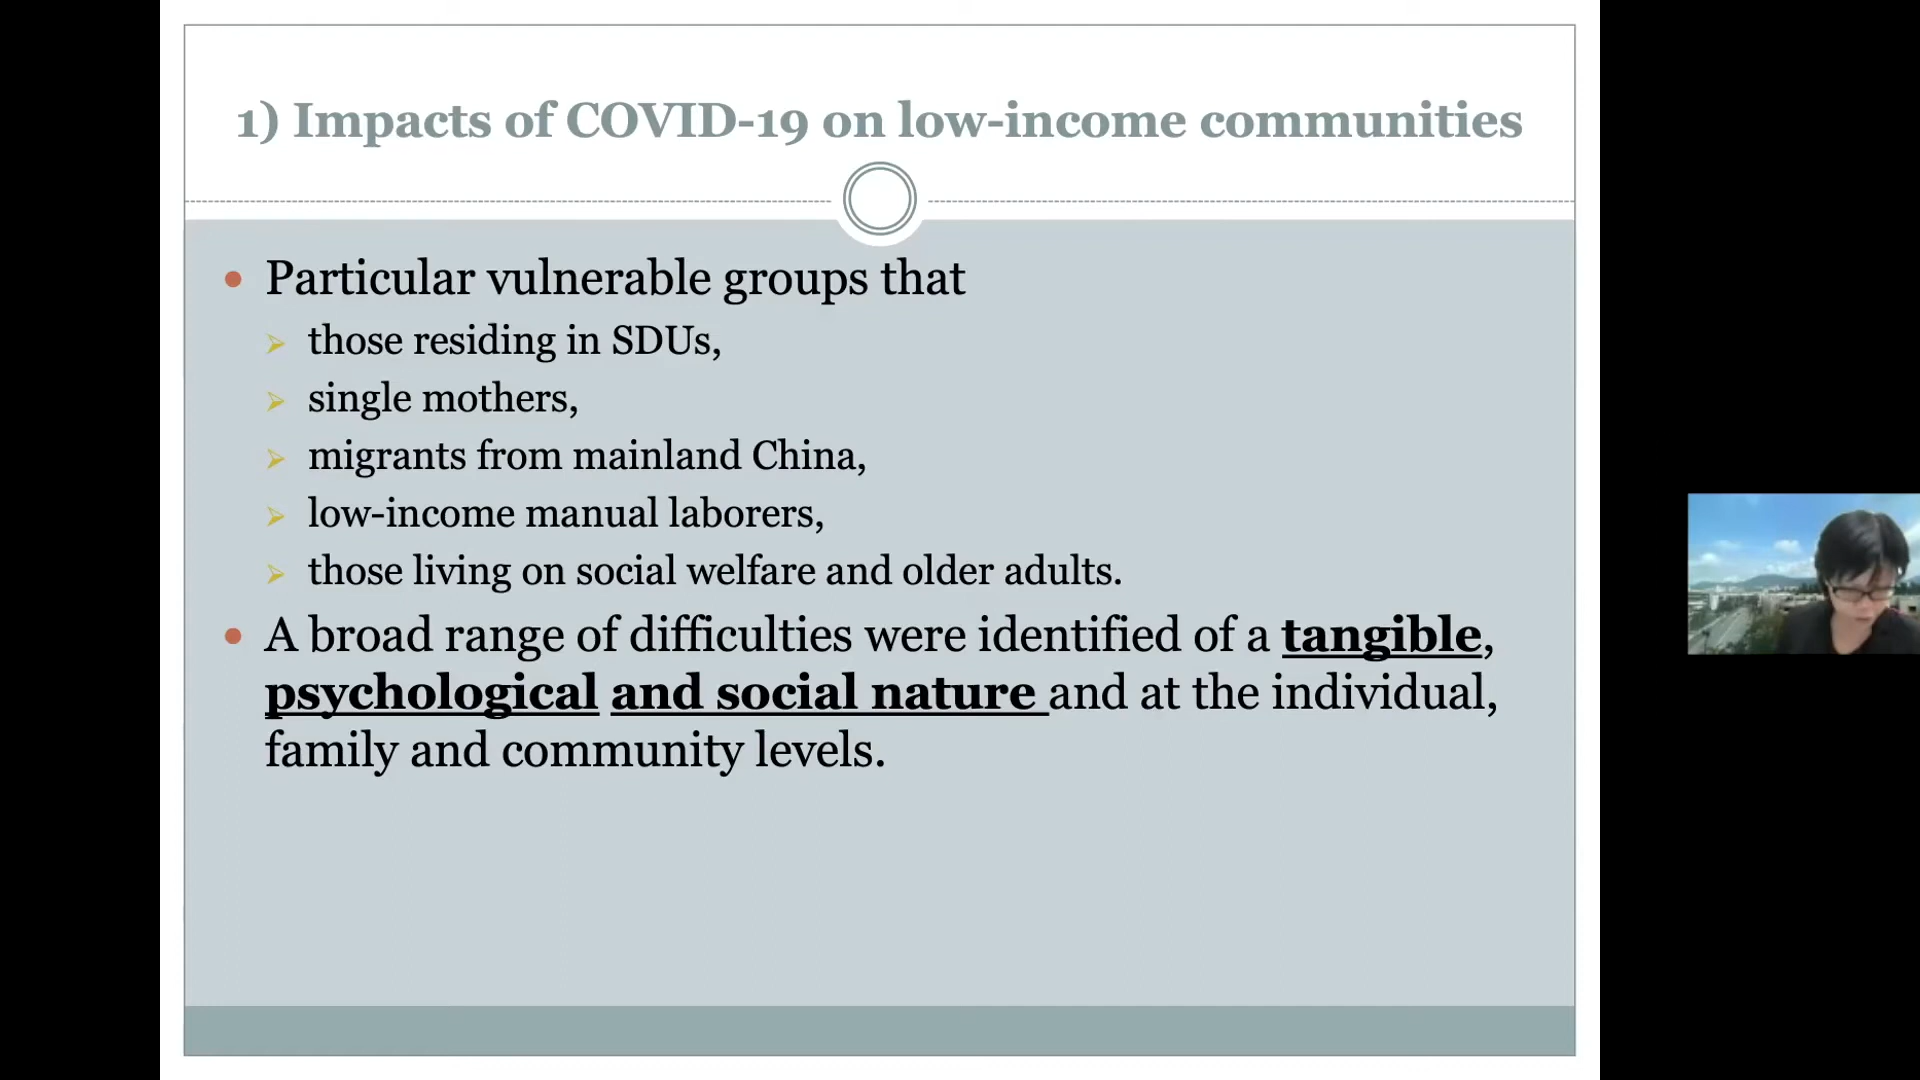 1) Impacts of COVID-19 on low-income communities
Particular vulnerable groups that
those residing in SDUs,
single mothers,
migrants from mainland China,
low-income manual laborers,
those living on social welfare and older adults.
A broad range of difficulties were identified of a tangible,
psychological and social nature and at the individual,
family and community levels.